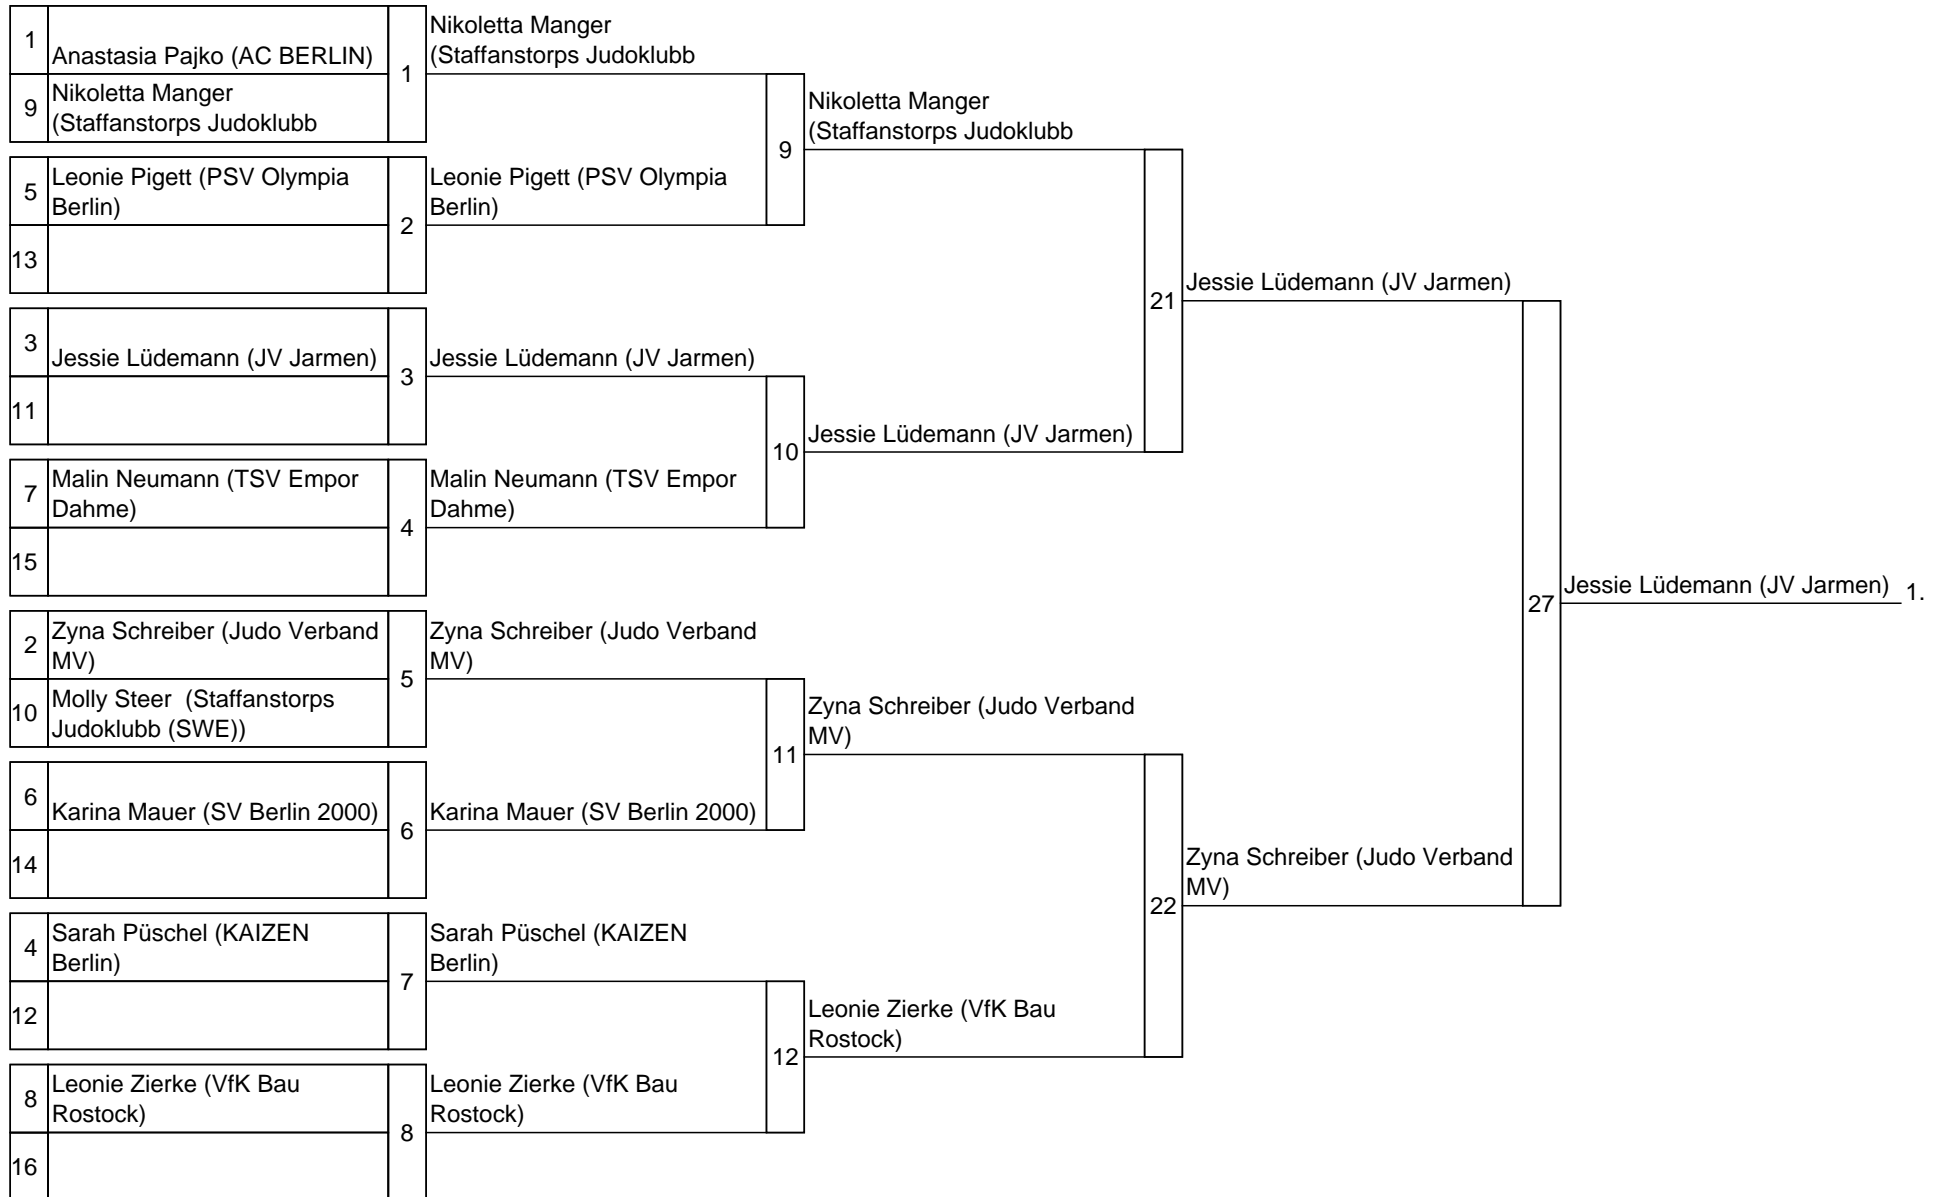 1
Anastasia Pajko (AC BERLIN)
9
Nikoletta Manger
(Staffanstorps Judoklubb
1
5
Leonie Pigett (PSV Olympia
Berlin)
13
2
3
Jessie Lüdemann (JV Jarmen)
11
3
7
Malin Neumann (TSV Empor
Dahme)
15
4
2
Zyna Schreiber (Judo Verband
MV)
10
Molly Steer  (Staffanstorps
Judoklubb (SWE))
5
6
Karina Mauer (SV Berlin 2000)
14
6
4
Sarah Püschel (KAIZEN
Berlin)
12
7
8
Leonie Zierke (VfK Bau
Rostock)
16
8
Nikoletta Manger
(Staffanstorps Judoklubb
Leonie Pigett (PSV Olympia
Berlin)
9
Jessie Lüdemann (JV Jarmen)
Malin Neumann (TSV Empor
Dahme)
10
Zyna Schreiber (Judo Verband
MV)
Karina Mauer (SV Berlin 2000)
11
Sarah Püschel (KAIZEN
Berlin)
Leonie Zierke (VfK Bau
Rostock)
12
Nikoletta Manger
(Staffanstorps Judoklubb
Jessie Lüdemann (JV Jarmen)
21
Zyna Schreiber (Judo Verband
MV)
Leonie Zierke (VfK Bau
Rostock)
22
Jessie Lüdemann (JV Jarmen)
Zyna Schreiber (Judo Verband
MV)
27
Jessie Lüdemann (JV Jarmen)
1.